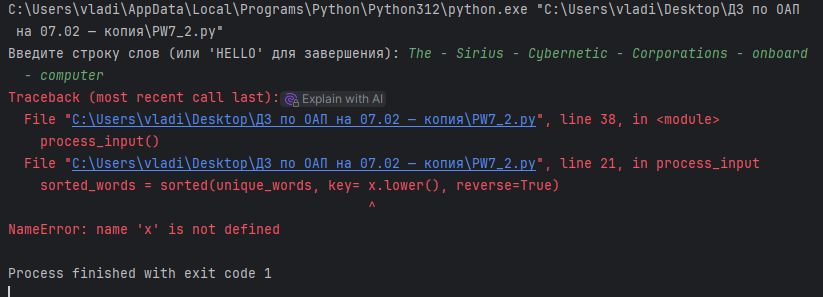 C:\Users\vladi\AppData\Local\Programs\Python\Python312\python.exe "C:\Users\vladi\Desktop\ДЗ по ОАП
на 07.02 – копия\PW7_2.py"
Введите строку слов (или 'HELLO' для завершения): The - Sirius - Cybernetic - Corporations - onboard
- computer
Traceback (most recent call last): Explain with AI
File "C:\Users\vladi\Desktop\ДЗ по ОАП на 07.02 – копия\PW7_2.py", line 38, in <module>
process_input()
File "C:\Users\vladi\Desktop\ДЗ по ОАП на 07.02 – копия\PW7_2.py", line 21, in process_input
sorted_words = sorted(unique_words, key= x.lower(), reverse=True)
^
NameError: name 'x' is not defined
Process finished with exit code 1